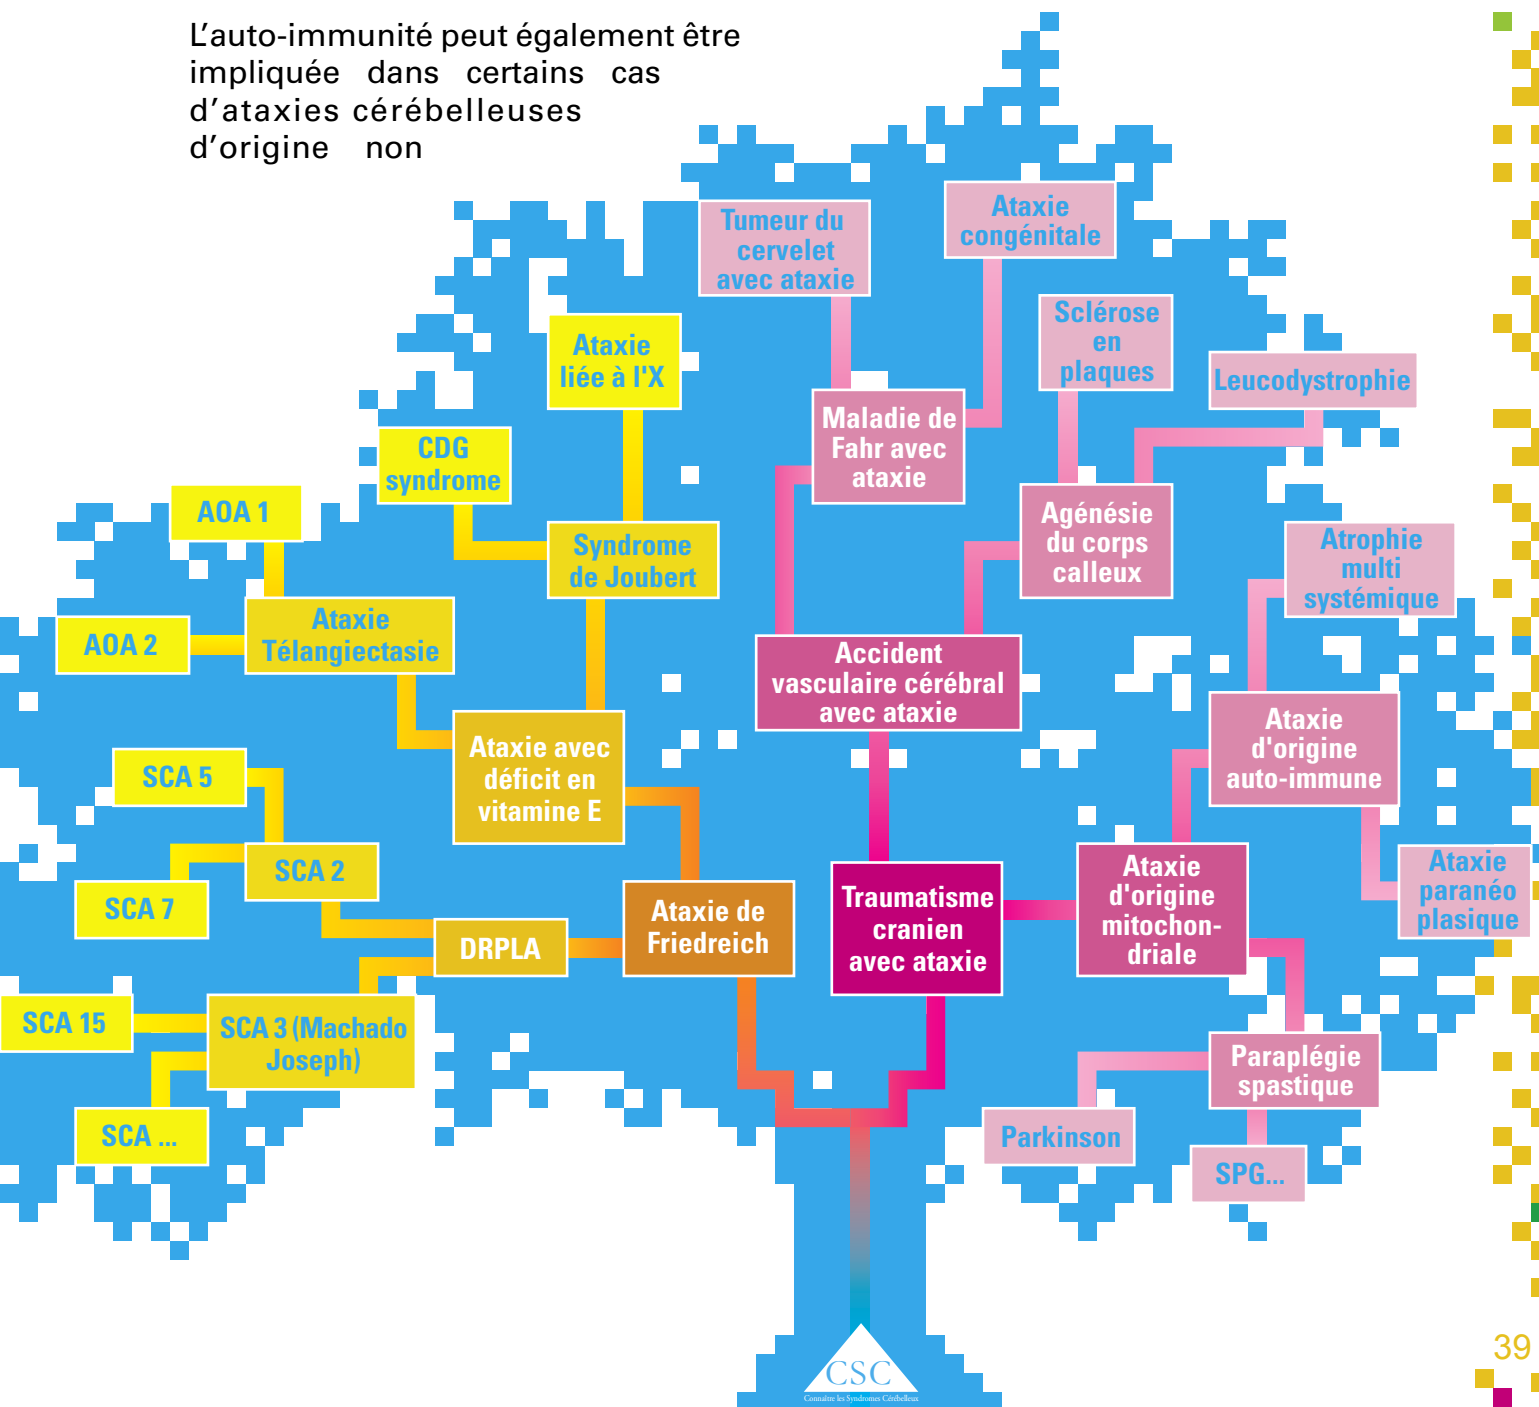 L'auto-immunité peut également être
impliquée dans certains cas
d'ataxies cérébelleuses
d'origine non
Tumeur du
cervelet
avec ataxie
Ataxie
congénitale
Sclérose
en
plaques
Leucodystrophie
Ataxie
liée à l'X
Maladie de
Fahr avec
ataxie
CDG
syndrome
AOA 1
Agénésie
du corps
calleux
Syndrome
de Joubert
Atrophie
multi
systémique
AOA 2
Ataxie
Télangiectasie
Accident
vasculaire cérébral
avec ataxie
Ataxie
d'origine
auto-immune
Ataxie avec
déficit en
vitamine E
SCA 5
SCA 2
SCA 7
Ataxie de
Friedreich
Traumatisme
cranien
avec ataxie
Ataxie
d'origine
mitochon-
driale
Ataxie
paranéo
plasique
DRPLA
SCA 15
SCA 3 (Machado
Joseph)
Paraplégie
spastique
SCA ...
Parkinson
SPG...
CSC
Connaître les Syndromes Cérébelleux
39